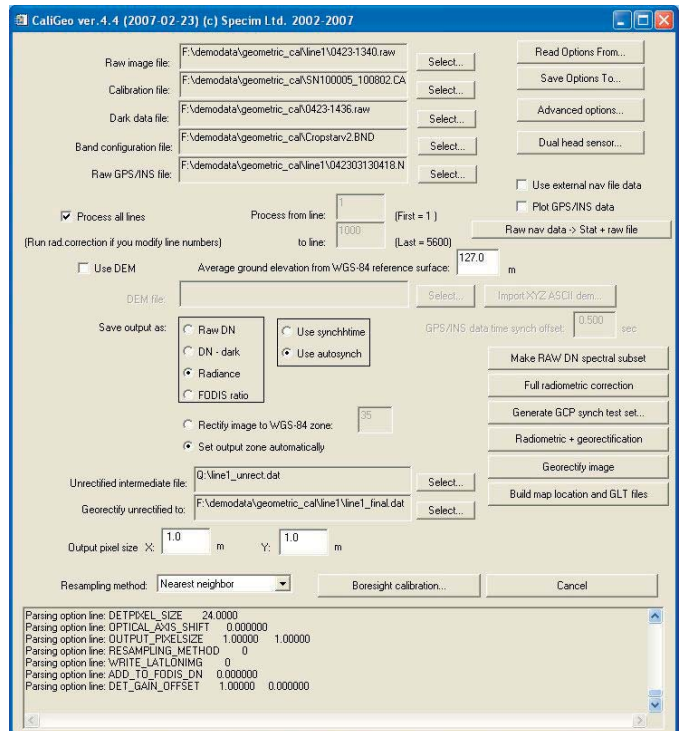 CaliGeo ver.4.4 (2007-02-23) (c) Specim Ltd. 2002-2007
Raw image file: F:\demodata\geometric_cal\line1\0423-1340.raw Select... Read Options From...
Calibration file: F:\demodata\geometric_cal\SN100005_100802.CA Select... Save Options To...
Dark data file: F:\demodata\geometric_cal\0423-1436.raw Select... Advanced options...
Band configuration file: F:\demodata\geometric_cal\Cropstarv2.BND Select... Dual head sensor...
Raw GPS/INS file: F:\demodata\geometric_cal\line1\042303130418.N Select...
Use external nav file data
Plot GPS/INS data
Process all lines Process from line: 1 (First = 1 )
Raw nav data -> Stat + raw file
(Run rad.correction if you modify line numbers) to line: 1000 (Last = 5600)
Use DEM Average ground elevation from WGS-84 reference surface: 127.0 m
DEM file: Select... Import XYZ ASCII dem...
Save output as: Raw DN Use synchhtime GPS/INS data time synch offset: 0.500 sec
DN - dark Use autosynch
Make RAW DN spectral subset
Radiance
Full radiometric correction
FODIS ratio
Generate GCP synch test set...
Rectify image to WGS-84 zone: 35
Radiometric + georectification
Set output zone automatically
Georectify image
Unrectified intermediate file: Q:\line1_unrect.dat Select...
Build map location and GLT files
Georectify unrectified to: F:\demodata\geometric_cal\line1\line1_final.dat Select...
Output pixel size X: 1.0 m Y: 1.0 m
Resampling method: Nearest neighbor Boresight calibration... Cancel
Parsing option line: DETPIXEL_SIZE 24.0000
Parsing option line: OPTICAL_AXIS_SHIFT 0.000000
Parsing option line: OUTPUT_PIXELSIZE 1.00000 1.00000
Parsing option line: RESAMPLING_METHOD 0
Parsing option line: WRITE_LATLONIMG 0
Parsing option line: ADD_TO_FODIS_DN 0.000000
Parsing option line: DET_GAIN_OFFSET 1.00000 0.000000